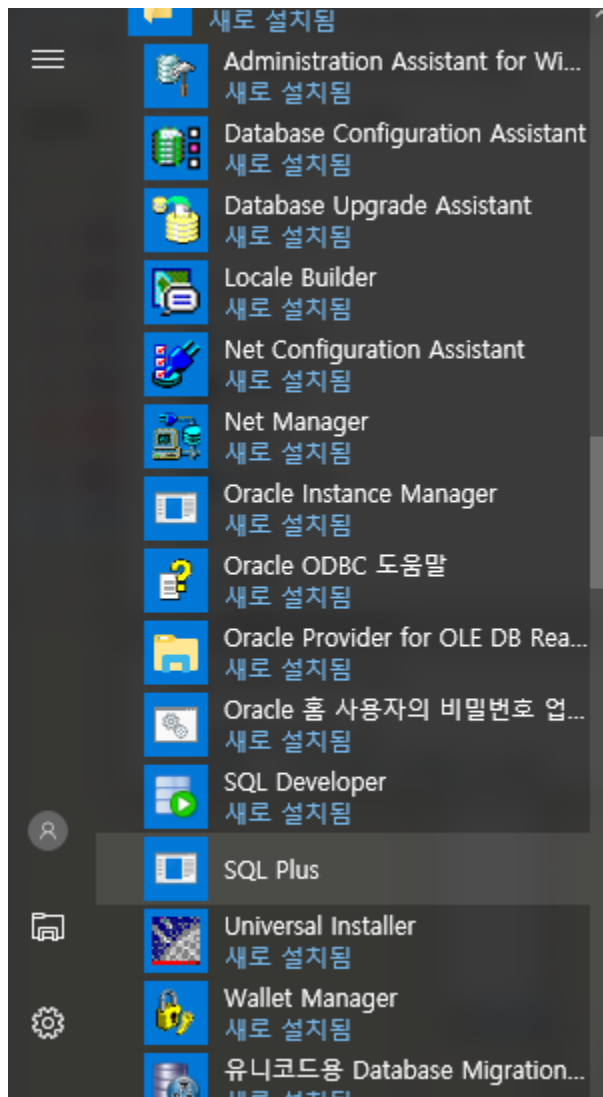 새로 설치됨
Administration Assistant for Wi...
새로 설치됨
Database Configuration Assistant
새로 설치됨
Database Upgrade Assistant
새로 설치됨
Locale Builder
새로 설치됨
Net Configuration Assistant
새로 설치됨
Net Manager
새로 설치됨
Oracle Instance Manager
새로 설치됨
Oracle ODBC 도움말
새로 설치됨
Oracle Provider for OLE DB Rea...
새로 설치됨
Oracle 홈 사용자의 비밀번호 업...
새로 설치됨
SQL Developer
새로 설치됨
SQL Plus
Universal Installer
새로 설치됨
Wallet Manager
새로 설치됨
유니코드용 Database Migration...
새로 설치됨